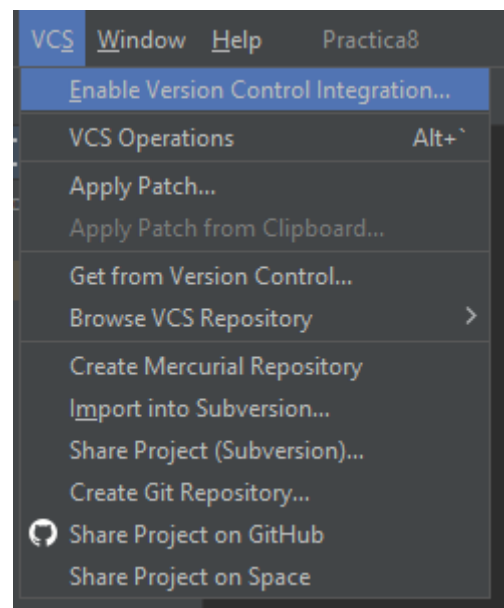 VCS Window Help Practica8
Enable Version Control Integration...
VCS Operations Alt+`
Apply Patch...
Apply Patch from Clipboard...
Get from Version Control...
Browse VCS Repository >
Create Mercurial Repository
Import into Subversion...
Share Project (Subversion)...
Create Git Repository...
Share Project on GitHub
Share Project on Space